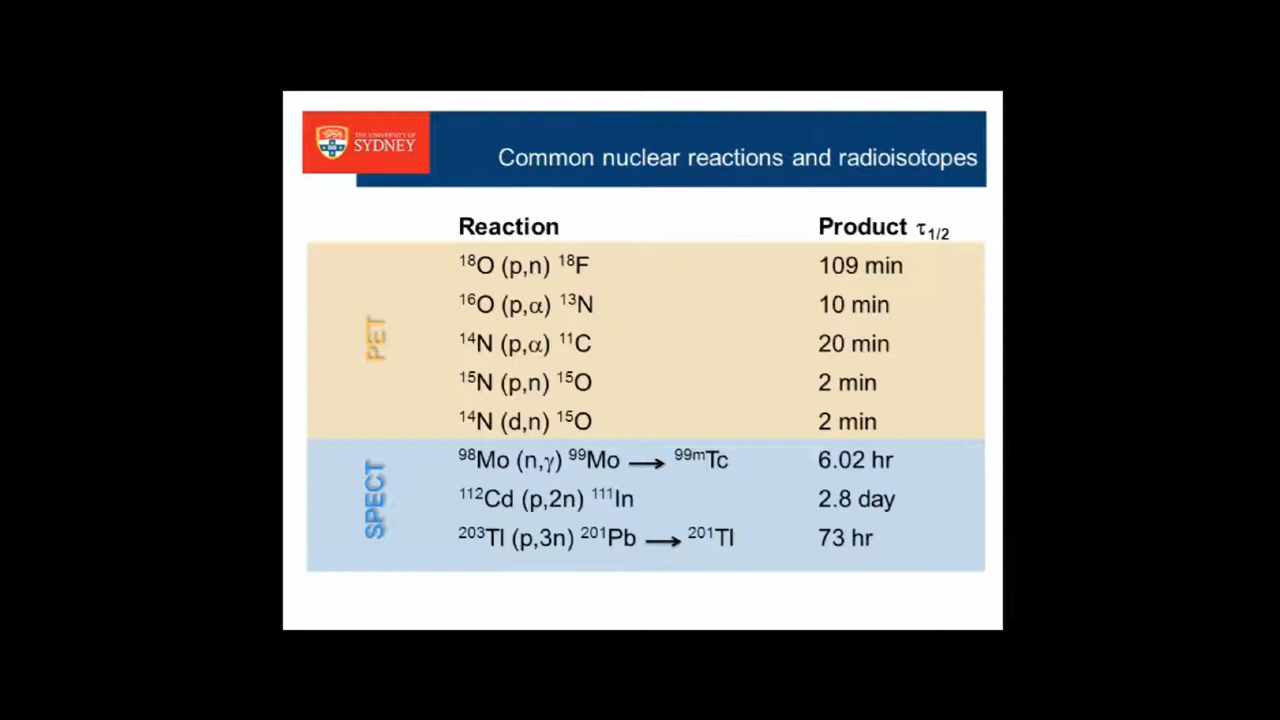 THE UNIVERSITY OF
SYDNEY
Common nuclear reactions and radioisotopes
Reaction Product τ1/2
PET
¹⁸O (p,n) ¹⁸F 109 min
¹⁶O (p,α) ¹³N 10 min
¹⁴N (p,α) ¹¹C 20 min
¹⁵N (p,n) ¹⁵O 2 min
¹⁴N (d,n) ¹⁵O 2 min
SPECT
⁹⁸Mo (n,γ) ⁹⁹Mo → ⁹⁹ᵐTc 6.02 hr
¹¹²Cd (p,2n) ¹¹¹In 2.8 day
²⁰³Tl (p,3n) ²⁰¹Pb → ²⁰¹Tl 73 hr